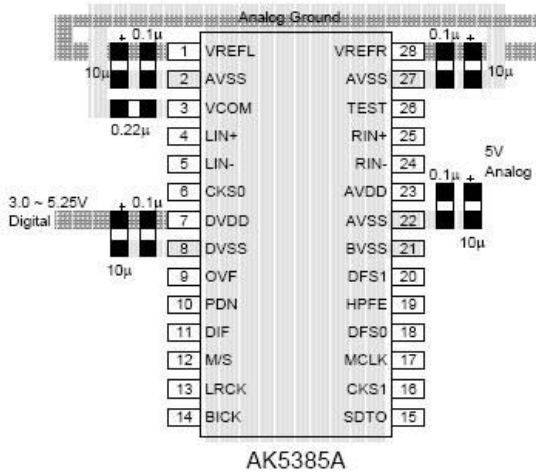 Analog Ground
+ 0.1μ
10μ
0.1μ +
10μ
1 VREFL
VREFR 28
2 AVSS
AVSS 27
3 VCOM
TEST 26
0.22μ
4 LIN+
RIN+ 25
5 LIN-
RIN- 24
5V
Analog
6 CKS0
AVDD 23
0.1μ +
3.0 ~ 5.25V
Digital
+ 0.1μ
7 DVDD
AVSS 22
8 DVSS
BVSS 21
10μ
10μ
9 OVF
DFS1 20
10 PDN
HPFE 19
11 DIF
DFS0 18
12 M/S
MCLK 17
13 LRCK
CKS1 16
14 BICK
SDTO 15
AK5385A